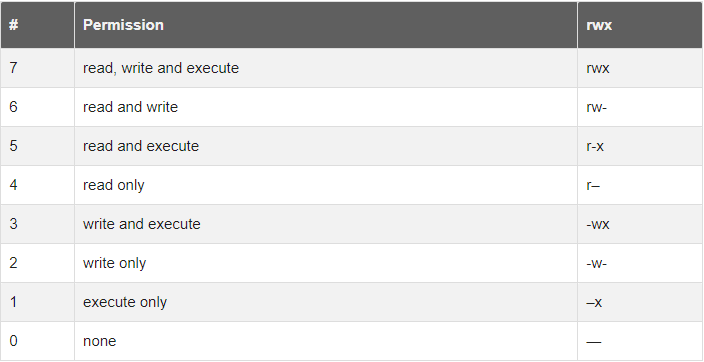 # Permission rwx
7 read, write and execute rwx
6 read and write rw-
5 read and execute r-x
4 read only r–
3 write and execute -wx
2 write only -w-
1 execute only –x
0 none —